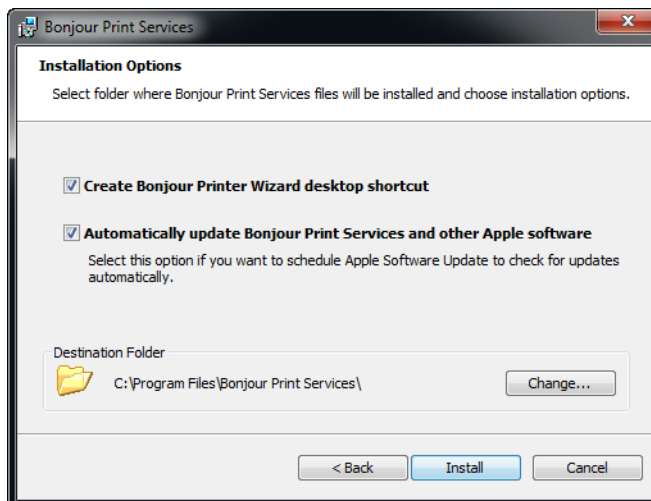 Bonjour Print Services
Installation Options
Select folder where Bonjour Print Services files will be installed and choose installation options.
Create Bonjour Printer Wizard desktop shortcut
Automatically update Bonjour Print Services and other Apple software
Select this option if you want to schedule Apple Software Update to check for updates
automatically.
Destination Folder
C:\Program Files\Bonjour Print Services\
Change...
< Back
Install
Cancel